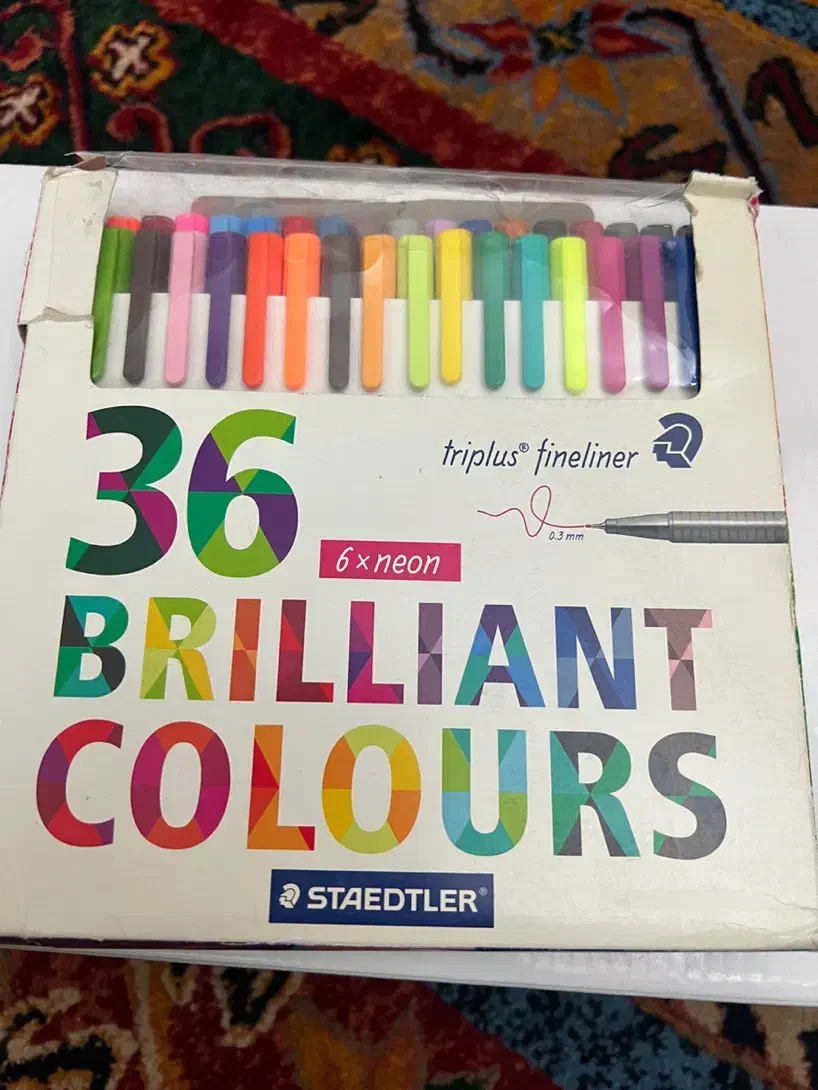 36
triplus® fineliner
0.3 mm
6 x neon
BRILLIANT
COLOURS
STAEDTLER®